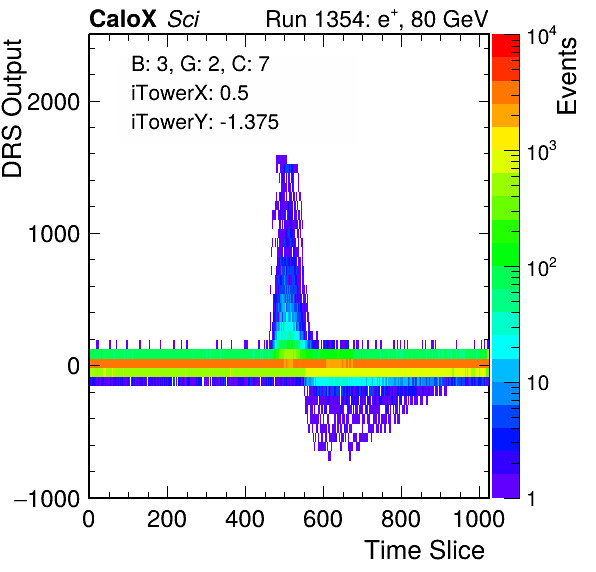 CaloX Sci Run 1354: e⁺, 80 GeV
B: 3, G: 2, C: 7
iTowerX: 0.5
iTowerY: -1.375
DRS Output
2000
1000
0
−1000
0 200 400 600 800 1000
Time Slice
Events
10⁴
10³
10²
10
1